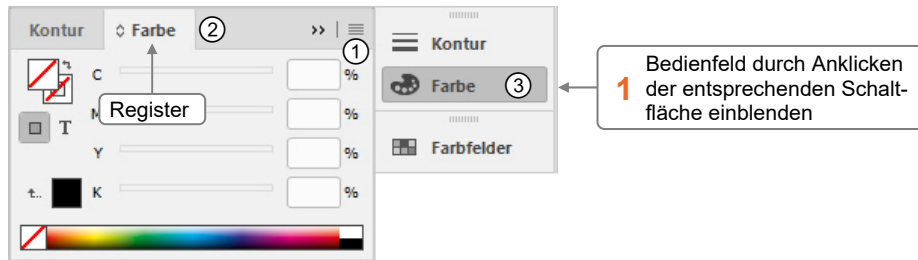 Kontur
Farbe
②
>>
①
C
%
M
%
Register
T
Y
%
t..
K
%
Kontur
Farbe
③
Farbfelder
1
Bedienfeld durch Anklicken
der entsprechenden Schalt-
fläche einblenden